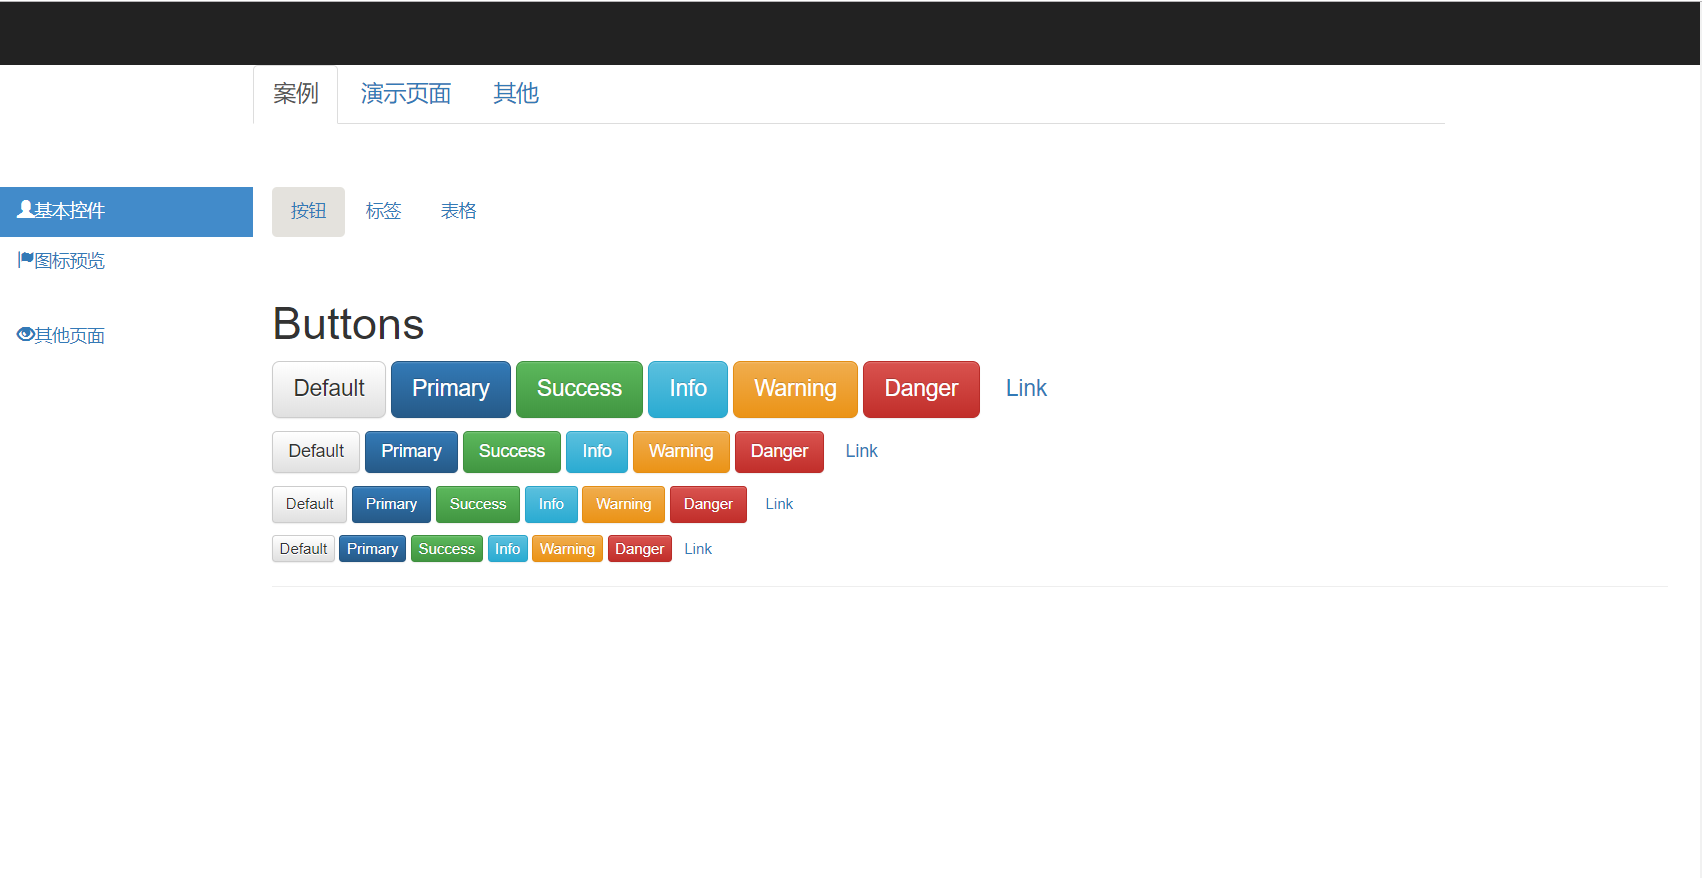 案例 演示页面 其他
基本控件 按钮 标签 表格
图标预览
其他页面
Buttons
Default Primary Success Info Warning Danger Link
Default Primary Success Info Warning Danger Link
Default Primary Success Info Warning Danger Link
Default Primary Success Info Warning Danger Link